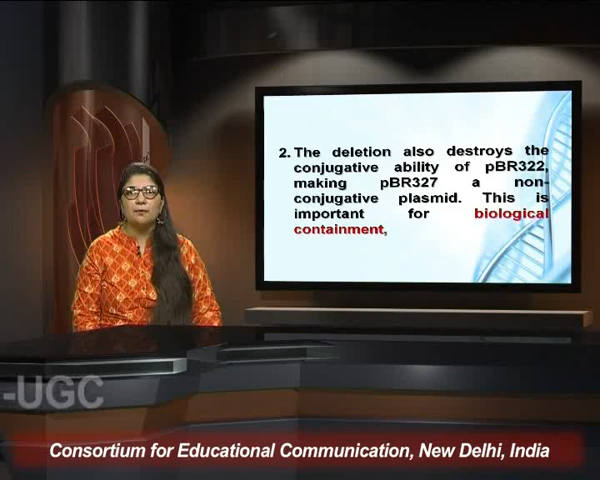 2. The deletion also destroys the
conjugative ability of pBR322,
making pBR327 a non-
conjugative plasmid. This is
important for biological
containment,
-UGC
Consortium for Educational Communication, New Delhi, India